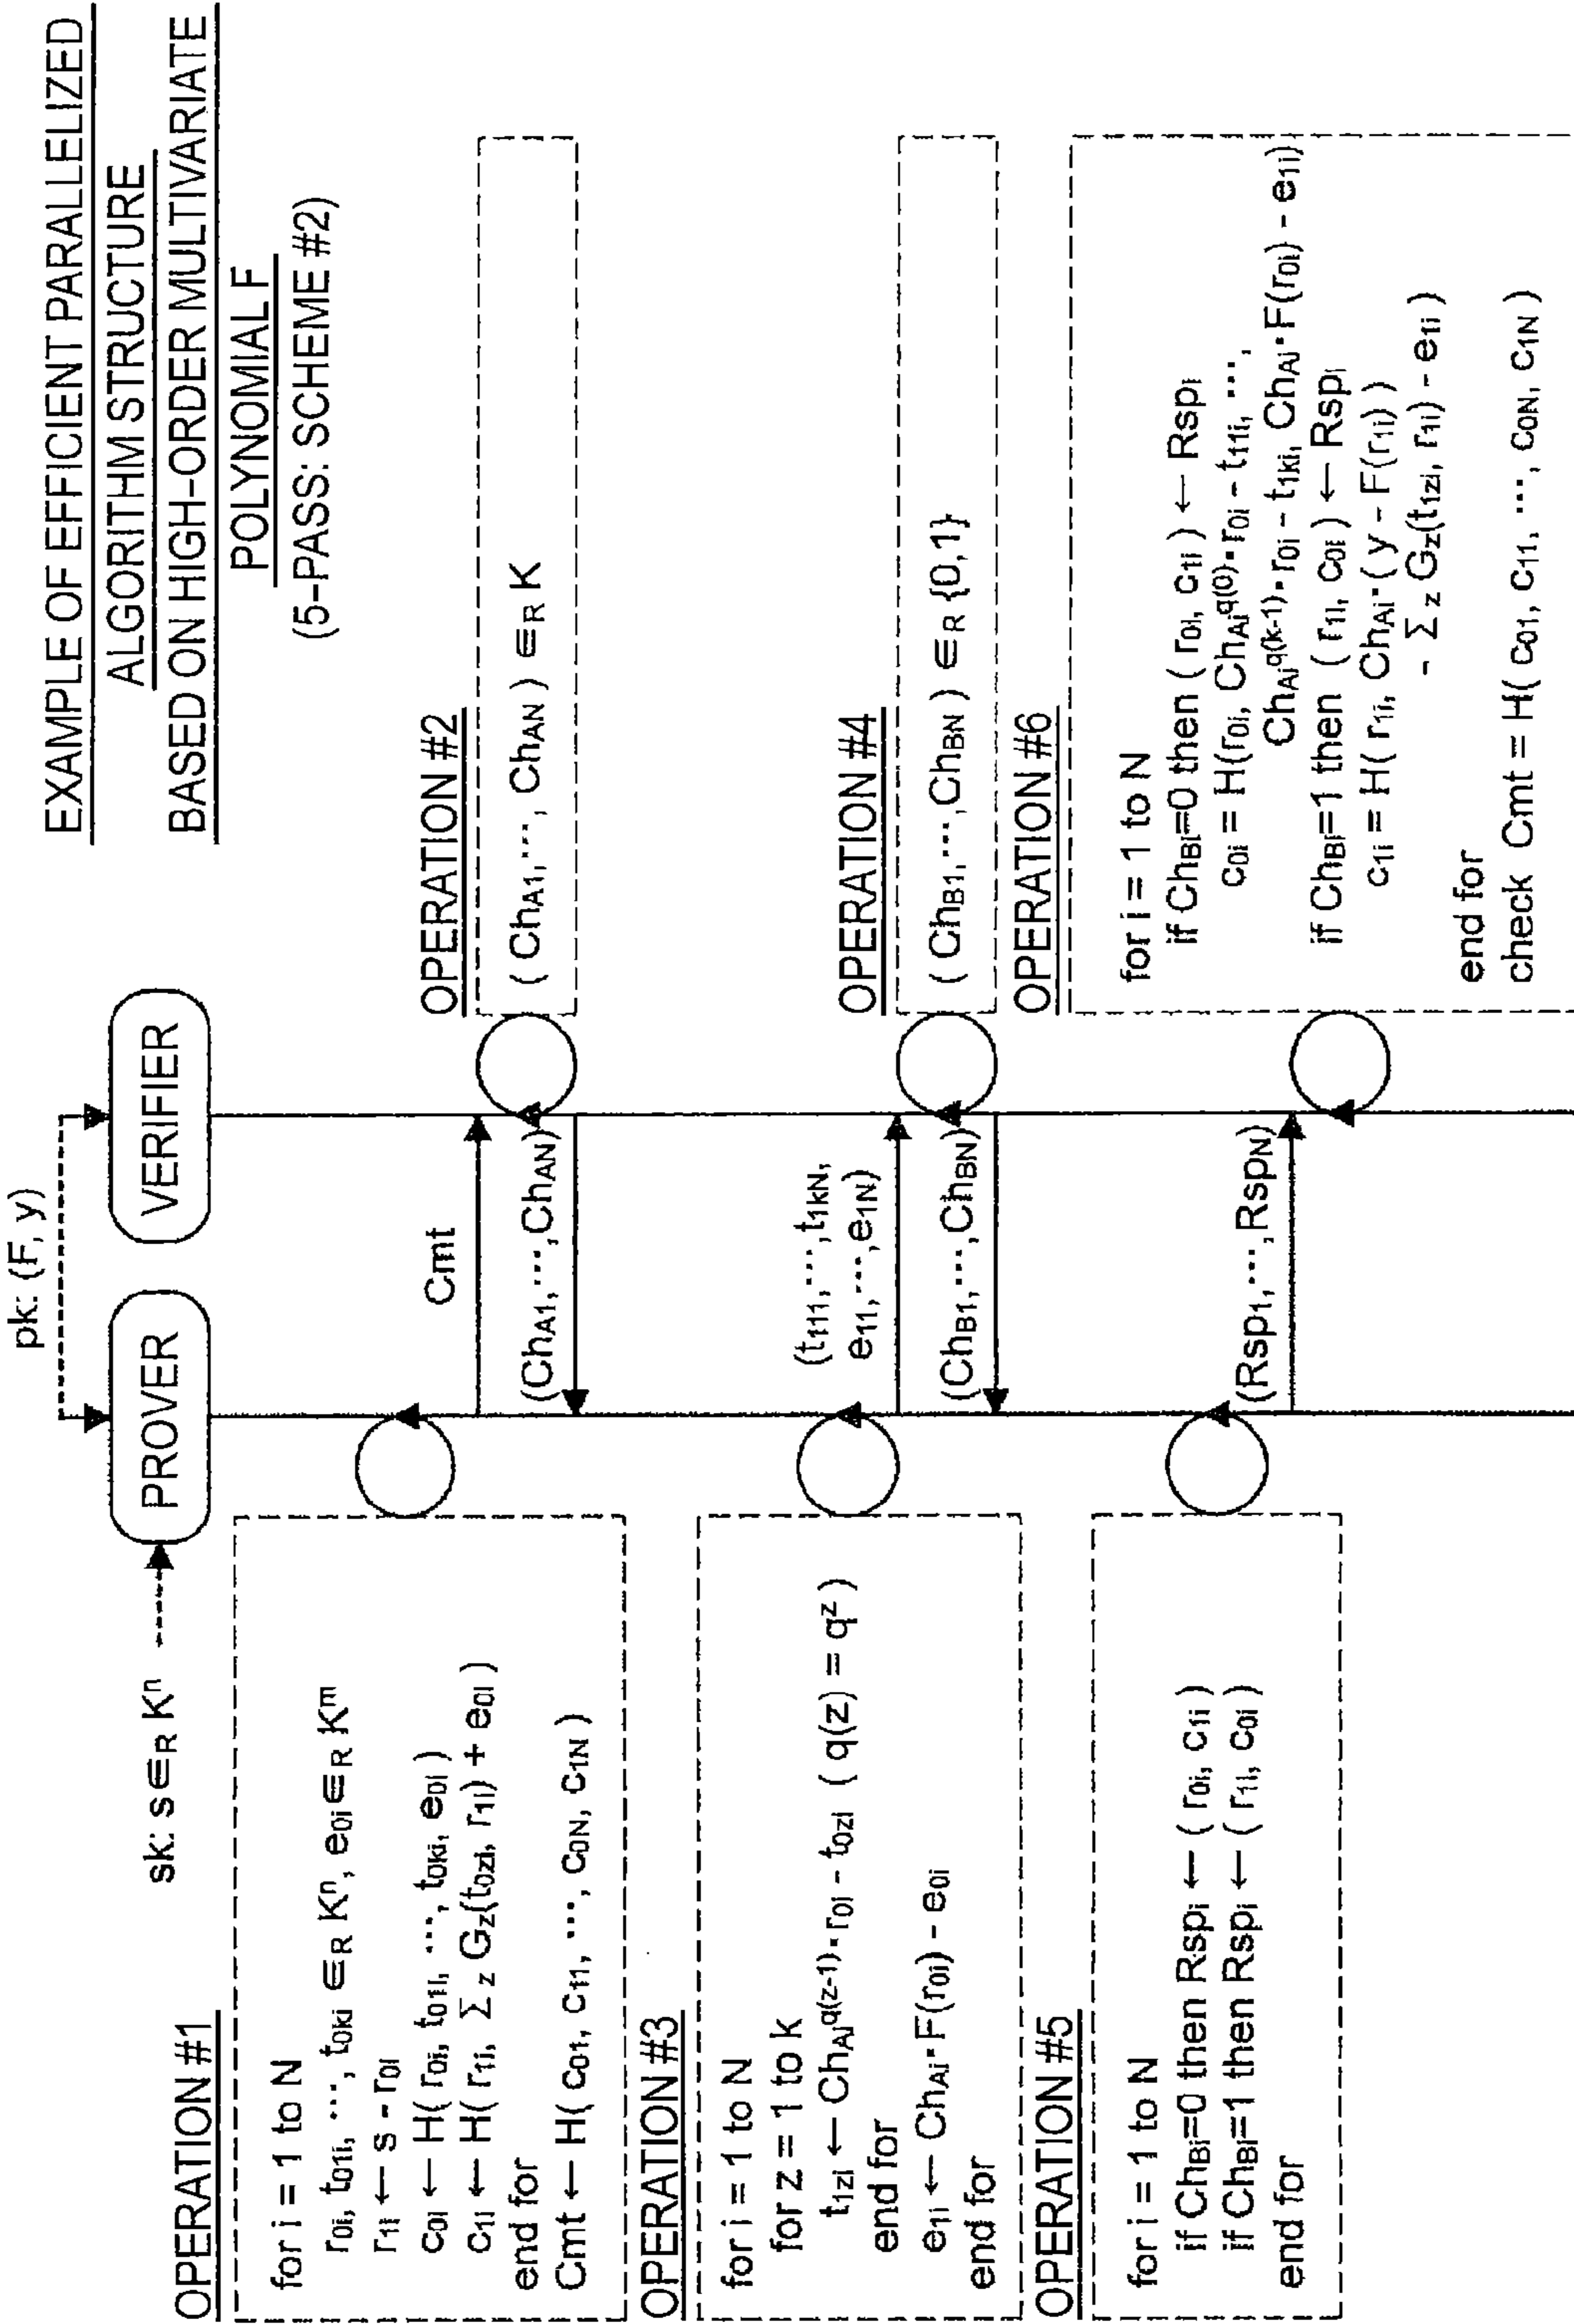 EXAMPLE OF EFFICIENT PARALLELIZED
ALGORITHM STRUCTURE
BASED ON HIGH-ORDER MULTIVARIATE
POLYNOMIAL F
(5-PASS: SCHEME #2)
pk: (F, y)
sk: s ∈R Kⁿ
PROVER
VERIFIER
OPERATION #1
for i = 1 to N
r0i, t01i, ⋯, t0ki ∈R Kⁿ, e0i ∈R Kᵐ
r1i ← s - r0i
c0i ← H( r0i, t01i, ⋯, t0ki, e0i )
c1i ← H( r1i, Σz Gz(t0zi, r1i) + e0i )
end for
Cmt ← H( c01, c11, ⋯, c0N, c1N )
Cmt
OPERATION #2
( ChA1, ⋯, ChAN ) ∈R K
(ChA1, ⋯, ChAN)
OPERATION #3
for i = 1 to N
for z = 1 to k
t1zi ← ChAi^q(z-1)・r0i - t0zi ( q(z) = q^z )
end for
e1i ← ChAi・F(r0i) - e0i
end for
(t111, ⋯, t1kN,
e11, ⋯, e1N)
OPERATION #4
( ChB1, ⋯, ChBN ) ∈R {0,1}
(ChB1, ⋯, ChBN)
OPERATION #5
for i = 1 to N
if ChBi=0 then Rspi ← ( r0i, c1i )
if ChBi=1 then Rspi ← ( r1i, c0i )
end for
(Rsp1, ⋯, RspN)
OPERATION #6
for i = 1 to N
if ChBi=0 then ( r0i, c1i ) ← Rspi
c0i = H(r0i, ChAi^q(0)・r0i - t11i, ⋯,
ChAi^q(k-1)・r0i - t1ki, ChAi・F(r0i) - e1i)
if ChBi=1 then ( r1i, c0i ) ← Rspi
c1i = H( r1i, ChAi・( y - F(r1i) )
- Σz Gz(t1zi, r1i) - e1i )
end for
check Cmt = H( c01, c11, ⋯, c0N, c1N )